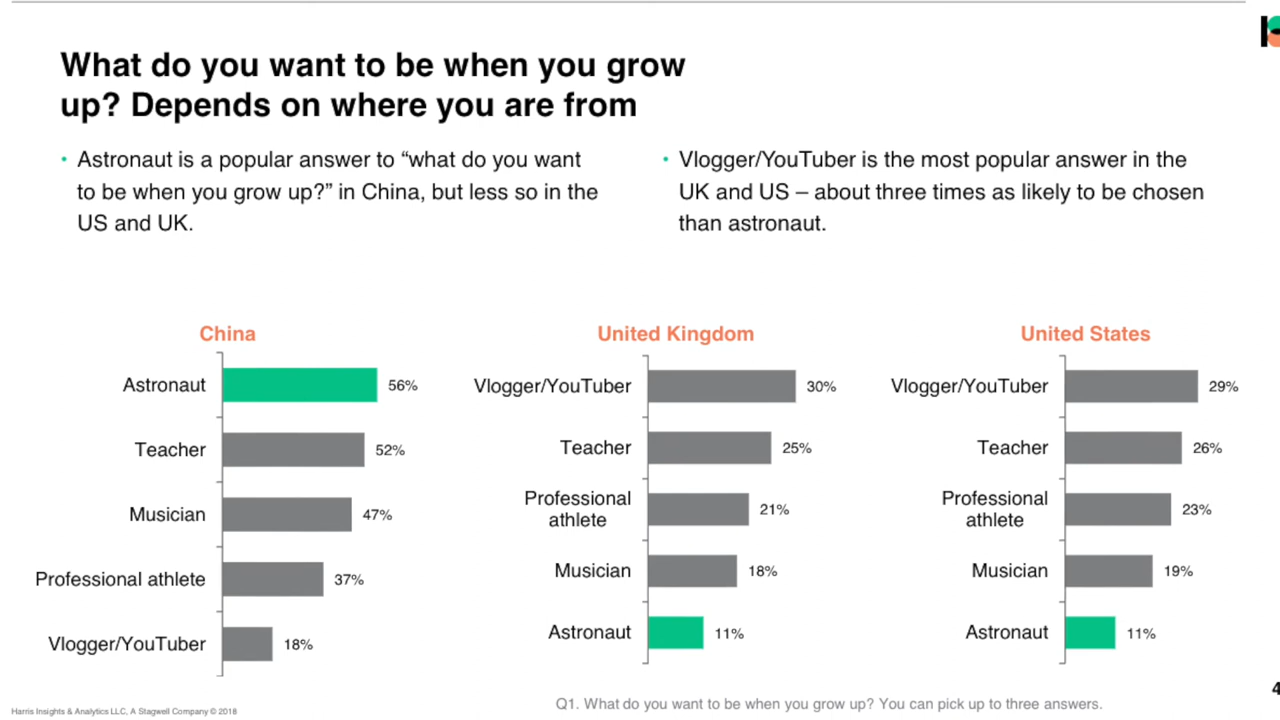 What do you want to be when you grow
up? Depends on where you are from
• Astronaut is a popular answer to “what do you want
to be when you grow up?” in China, but less so in the
US and UK.
• Vlogger/YouTuber is the most popular answer in the
UK and US – about three times as likely to be chosen
than astronaut.
China
Astronaut 56%
Teacher 52%
Musician 47%
Professional athlete 37%
Vlogger/YouTuber 18%
United Kingdom
Vlogger/YouTuber 30%
Teacher 25%
Professional
athlete 21%
Musician 18%
Astronaut 11%
United States
Vlogger/YouTuber 29%
Teacher 26%
Professional
athlete 23%
Musician 19%
Astronaut 11%
Q1. What do you want to be when you grow up? You can pick up to three answers.
Harris Insights & Analytics LLC, A Stagwell Company © 2018
4